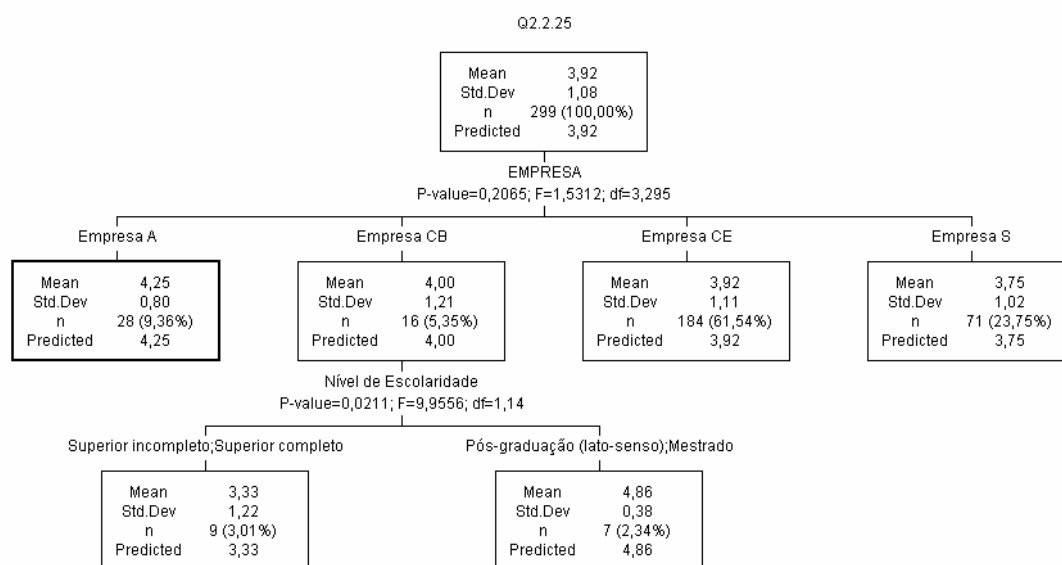 Q2.2.25
Mean 3,92
Std.Dev 1,08
n 299 (100,00%)
Predicted 3,92
EMPRESA
P-value=0,2065; F=1,5312; df=3,295
Empresa A
Mean 4,25
Std.Dev 0,80
n 28 (9,36%)
Predicted 4,25
Empresa CB
Mean 4,00
Std.Dev 1,21
n 16 (5,35%)
Predicted 4,00
Empresa CE
Mean 3,92
Std.Dev 1,11
n 184 (61,54%)
Predicted 3,92
Empresa S
Mean 3,75
Std.Dev 1,02
n 71 (23,75%)
Predicted 3,75
Nível de Escolaridade
P-value=0,0211; F=9,9556; df=1,14
Superior incompleto;Superior completo
Mean 3,33
Std.Dev 1,22
n 9 (3,01%)
Predicted 3,33
Pós-graduação (lato-senso);Mestrado
Mean 4,86
Std.Dev 0,38
n 7 (2,34%)
Predicted 4,86